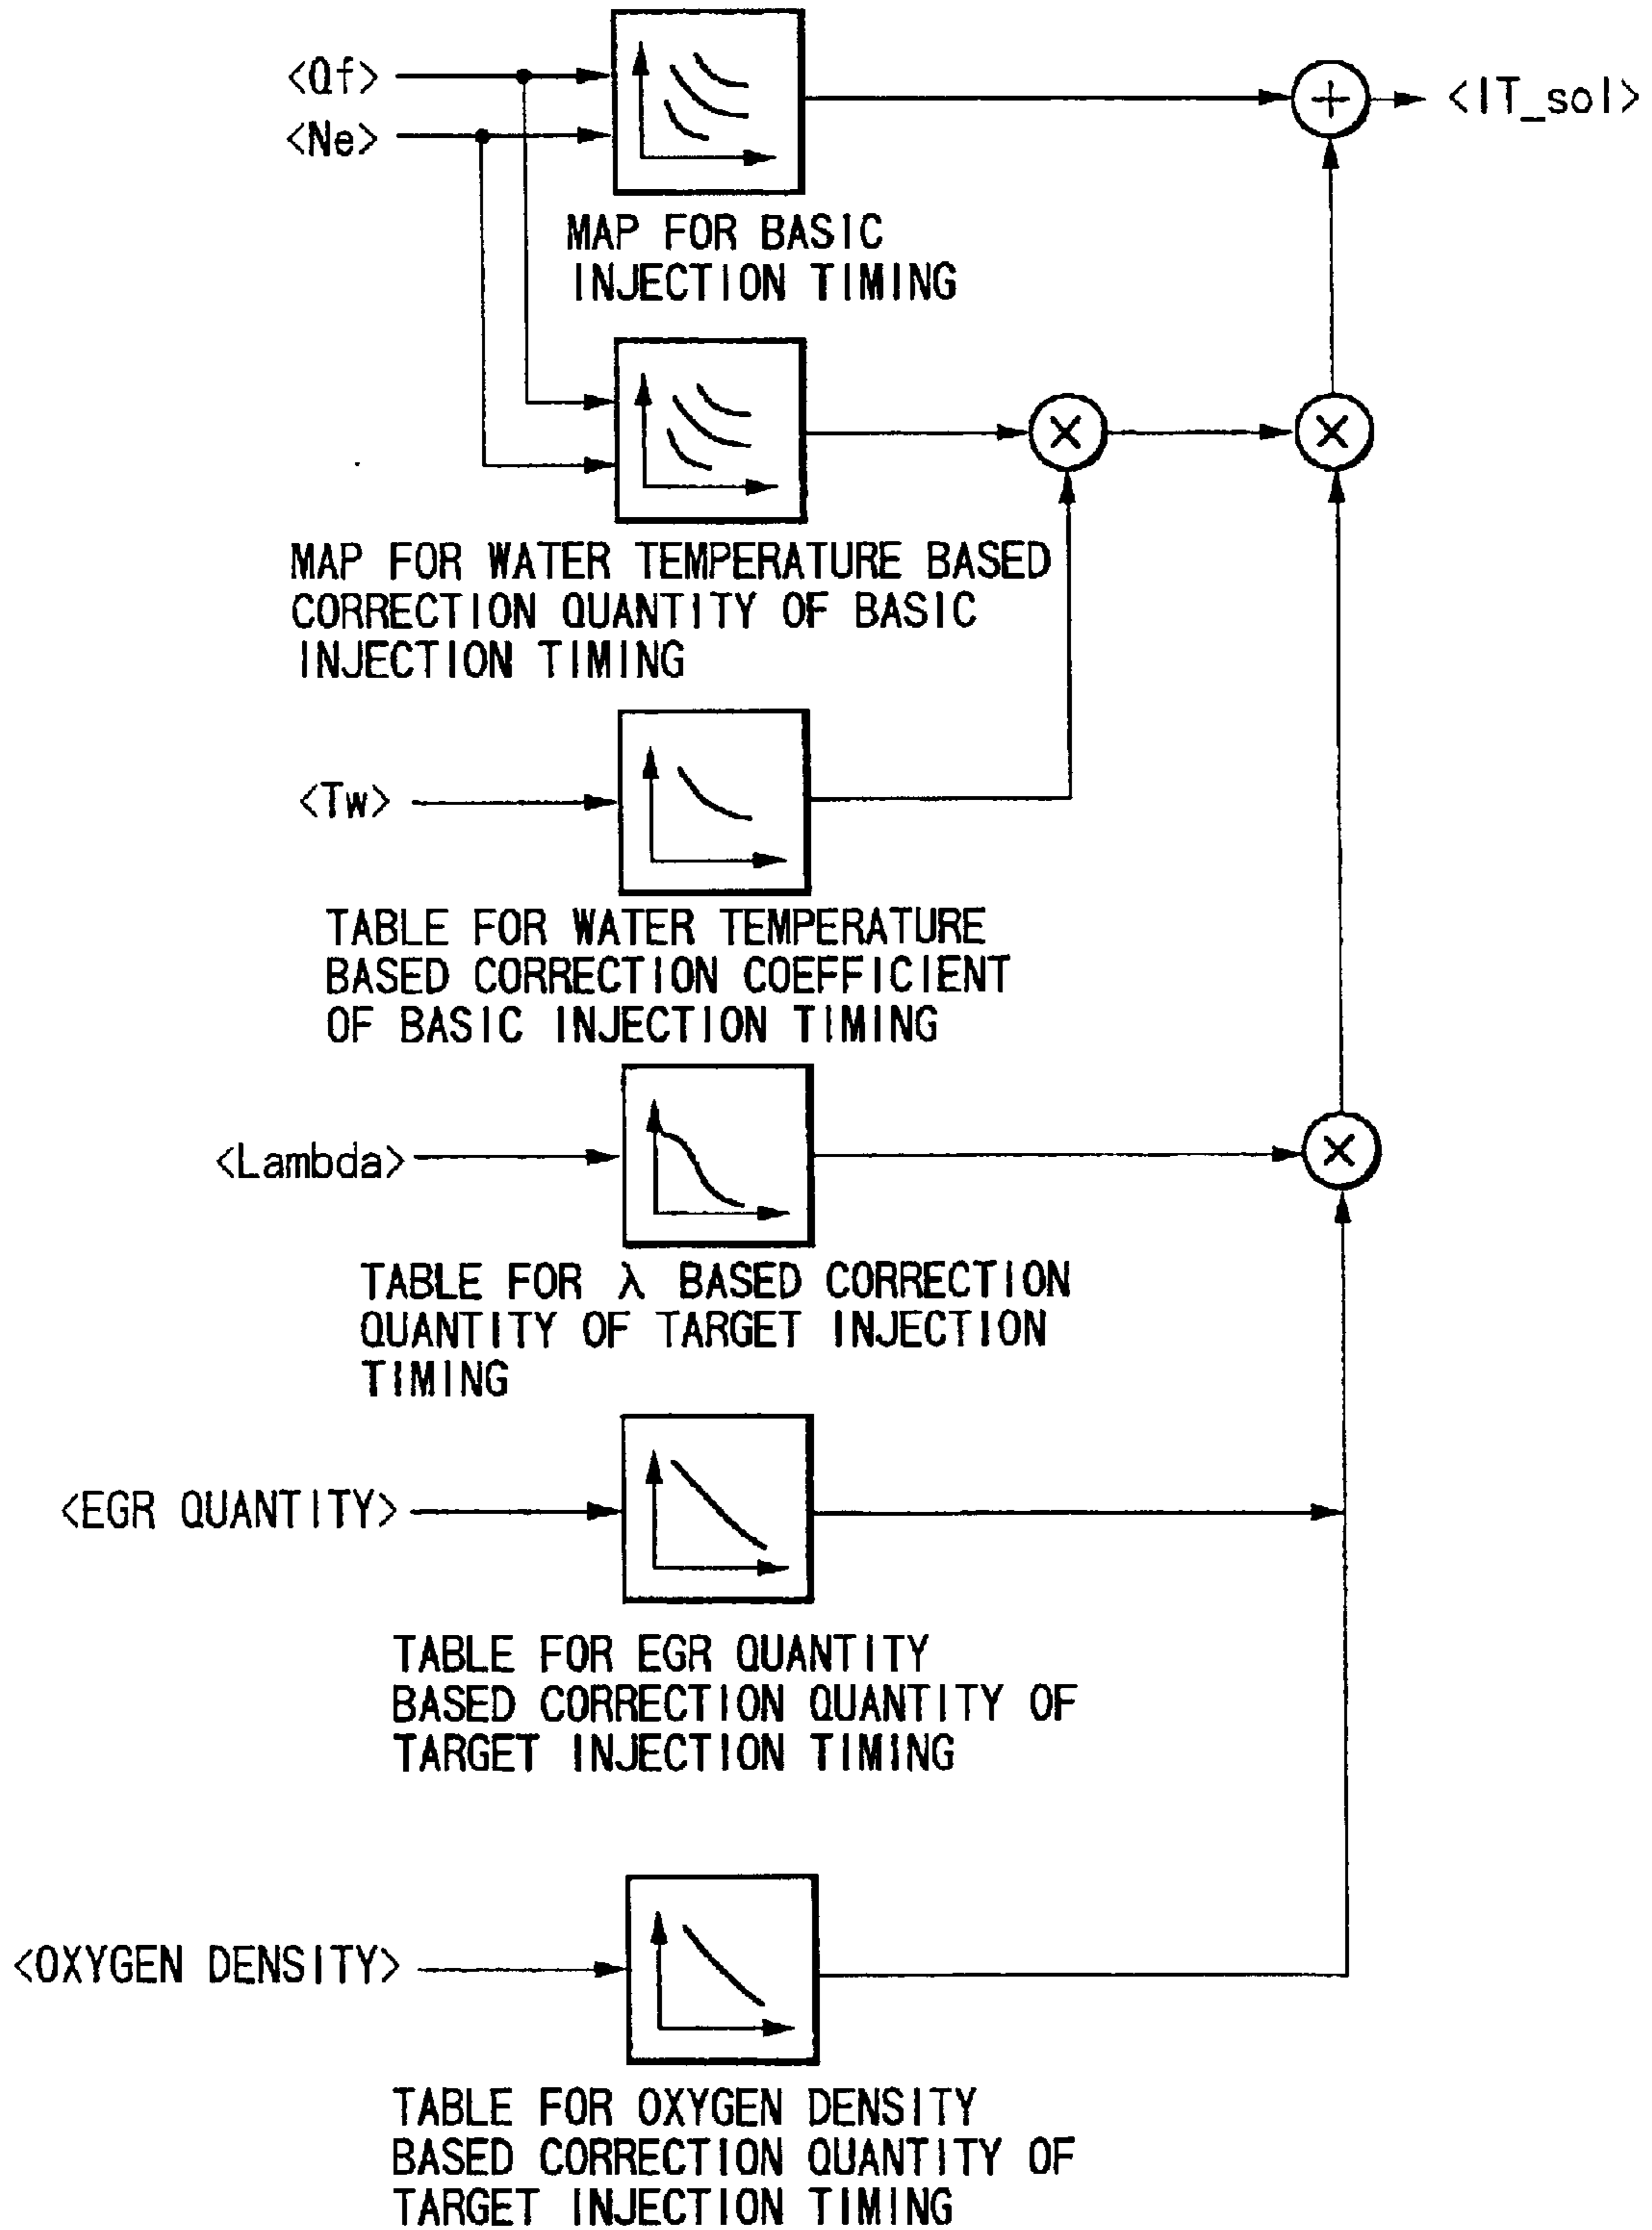 <Qf>
<IT_sol>
<Ne>
MAP FOR BASIC
INJECTION TIMING
MAP FOR WATER TEMPERATURE BASED
CORRECTION QUANTITY OF BASIC
INJECTION TIMING
<Tw>
TABLE FOR WATER TEMPERATURE
BASED CORRECTION COEFFICIENT
OF BASIC INJECTION TIMING
<Lambda>
TABLE FOR λ BASED CORRECTION
QUANTITY OF TARGET INJECTION
TIMING
<EGR QUANTITY>
TABLE FOR EGR QUANTITY
BASED CORRECTION QUANTITY OF
TARGET INJECTION TIMING
<OXYGEN DENSITY>
TABLE FOR OXYGEN DENSITY
BASED CORRECTION QUANTITY OF
TARGET INJECTION TIMING